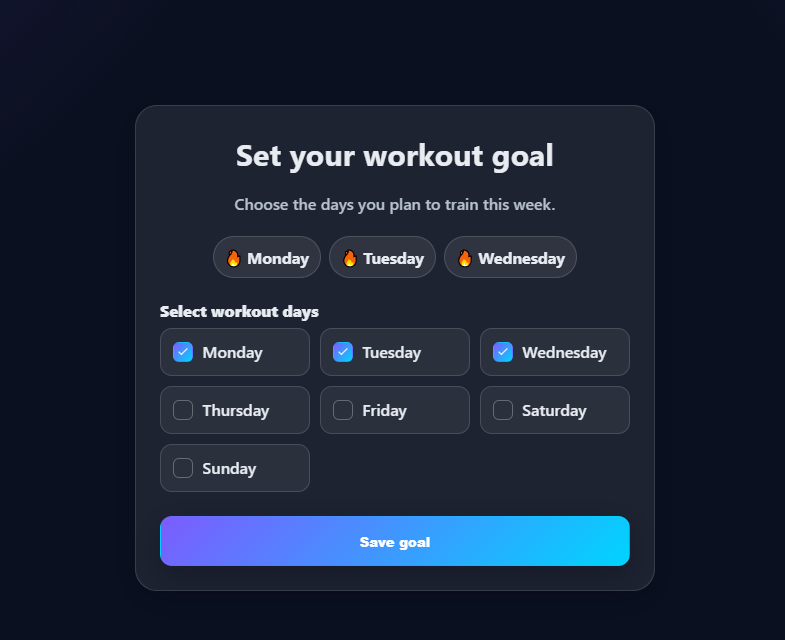 Set your workout goal
Choose the days you plan to train this week.
🔥 Monday 🔥 Tuesday 🔥 Wednesday
Select workout days
Monday Tuesday Wednesday
Thursday Friday Saturday
Sunday
Save goal